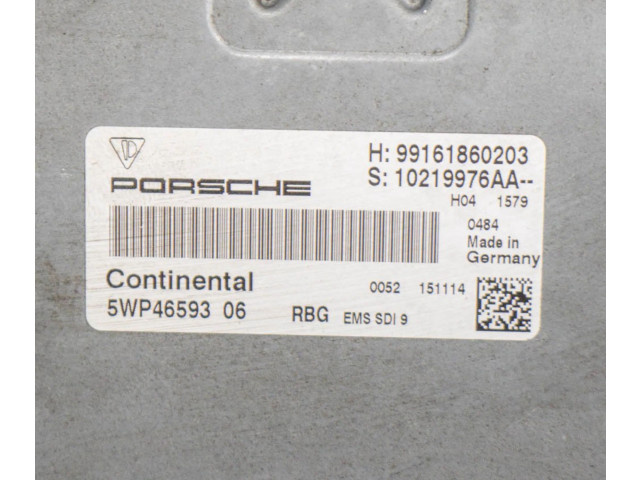 PORSCHE
H: 99161860203
S: 10219976AA--
H04 1579
0484
Made in
Germany
Continental
0052 151114
5WP46593 06 RBG EMS SDI 9